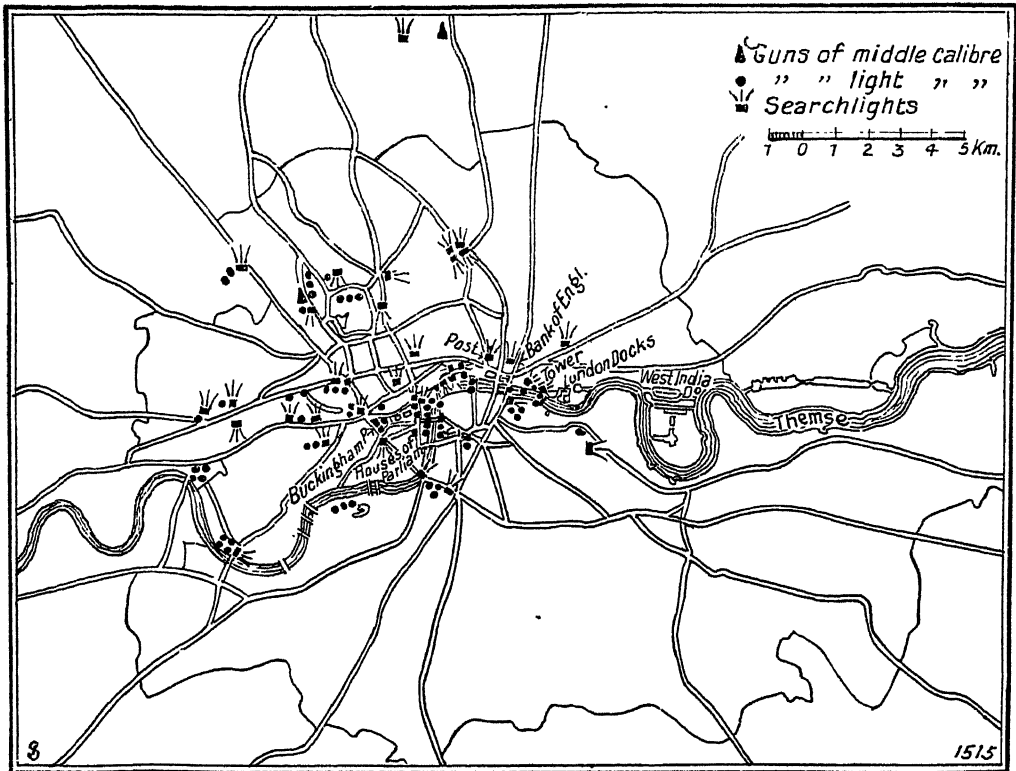 Guns of middle calibre
” ” light ” ”
Searchlights
1 0 1 2 3 4 5 Km.
Post
Bank of Engl.
Tower
London Docks
West India
Do
Themse
Buckingham
Houses of
Parliam
1515